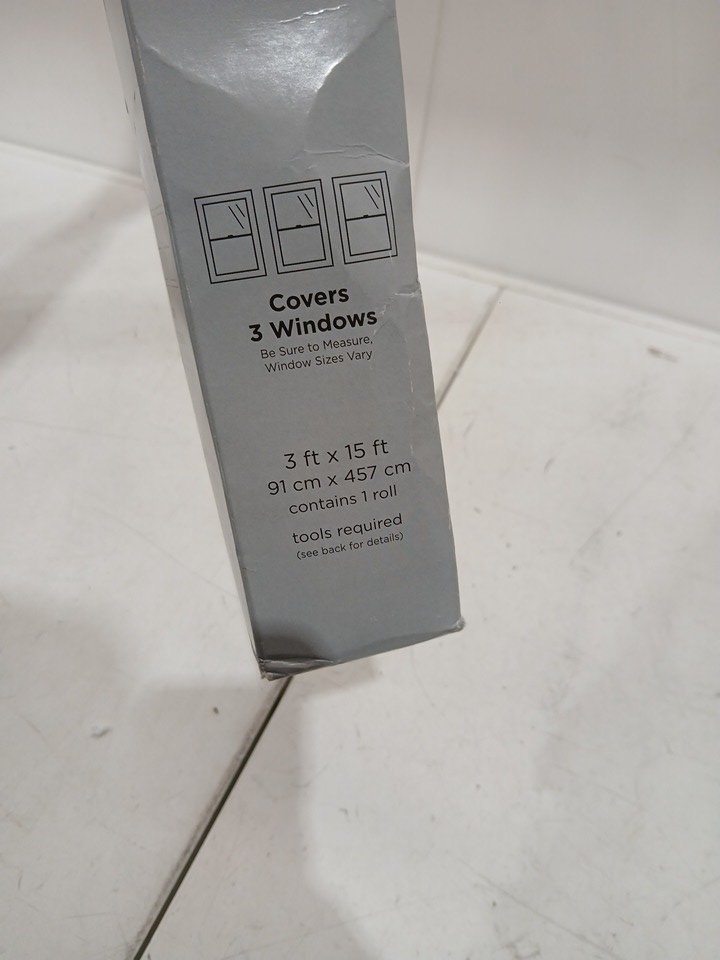 Covers
3 Windows
Be Sure to Measure,
Window Sizes Vary
3 ft x 15 ft
91 cm x 457 cm
contains 1 roll
tools required
(see back for details)